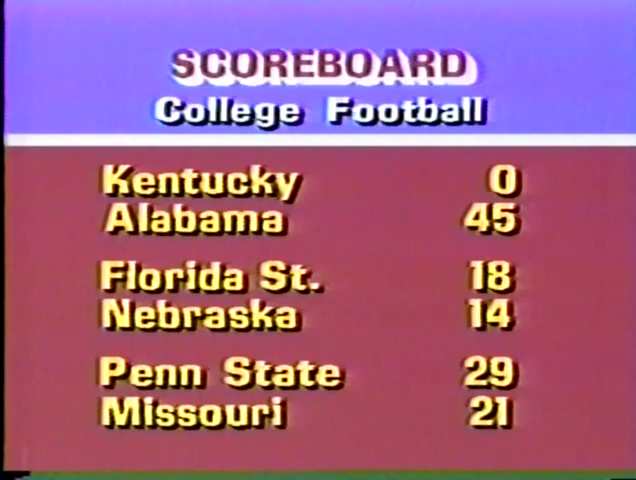 SCOREBOARD
College Football
Kentucky 0
Alabama 45
Florida St. 18
Nebraska 14
Penn State 29
Missouri 21